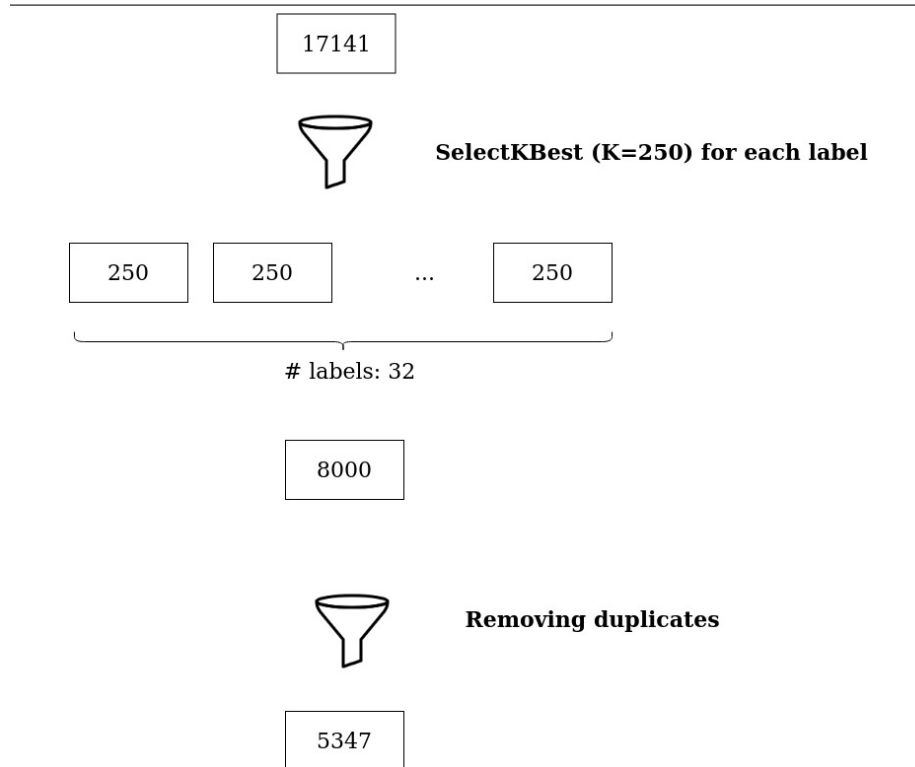 17141
SelectKBest (K=250) for each label
250 250 ... 250
# labels: 32
8000
Removing duplicates
5347